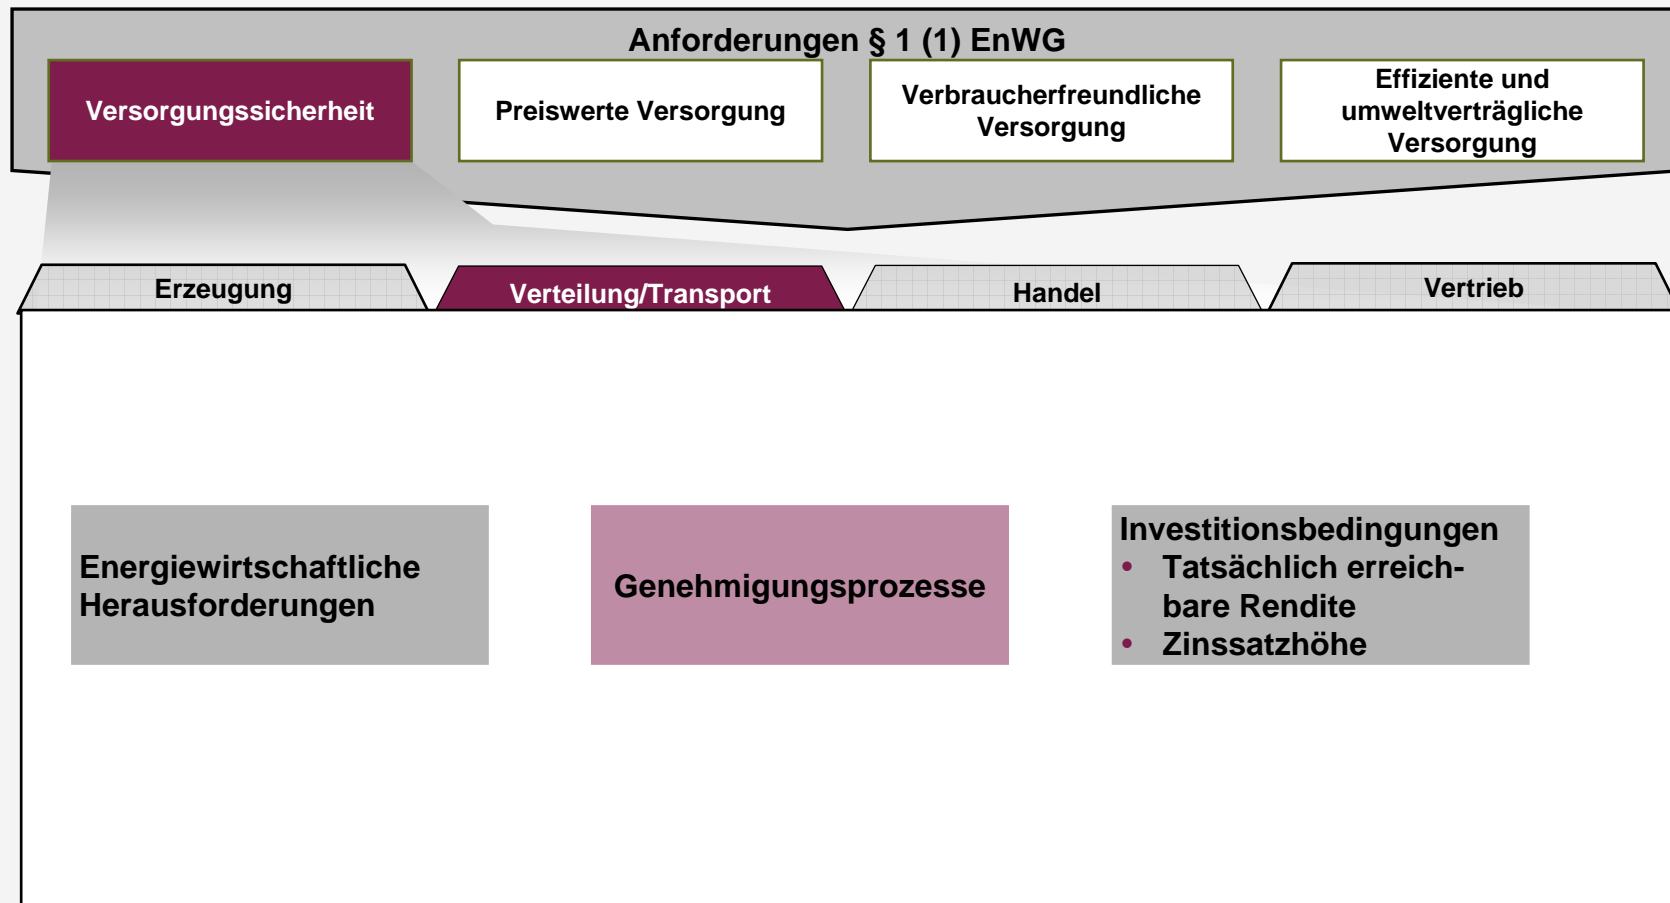 Anforderungen § 1 (1) EnWG
Versorgungssicherheit
Preiswerte Versorgung
Verbraucherfreundliche
Versorgung
Effiziente und
umweltverträgliche
Versorgung
Erzeugung
Verteilung/Transport
Handel
Vertrieb
Energiewirtschaftliche
Herausforderungen
Genehmigungsprozesse
Investitionsbedingungen
• Tatsächlich erreich-
bare Rendite
• Zinssatzhöhe